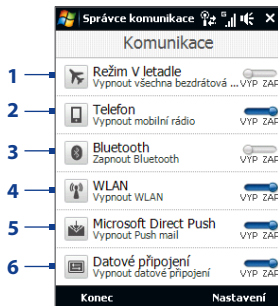 Správce komunikace
Komunikace
1 Režim V letadle
Vypnout všechna bezdrátová ... VYP ZAP
2 Telefon
Vypnout mobilní rádio VYP ZAP
3 Bluetooth
Zapnout Bluetooth VYP ZAP
4 WLAN
Vypnout WLAN VYP ZAP
5 Microsoft Direct Push
Vypnout Push mail VYP ZAP
6 Datové připojení
Vypnout datové připojení VYP ZAP
Konec Nastavení